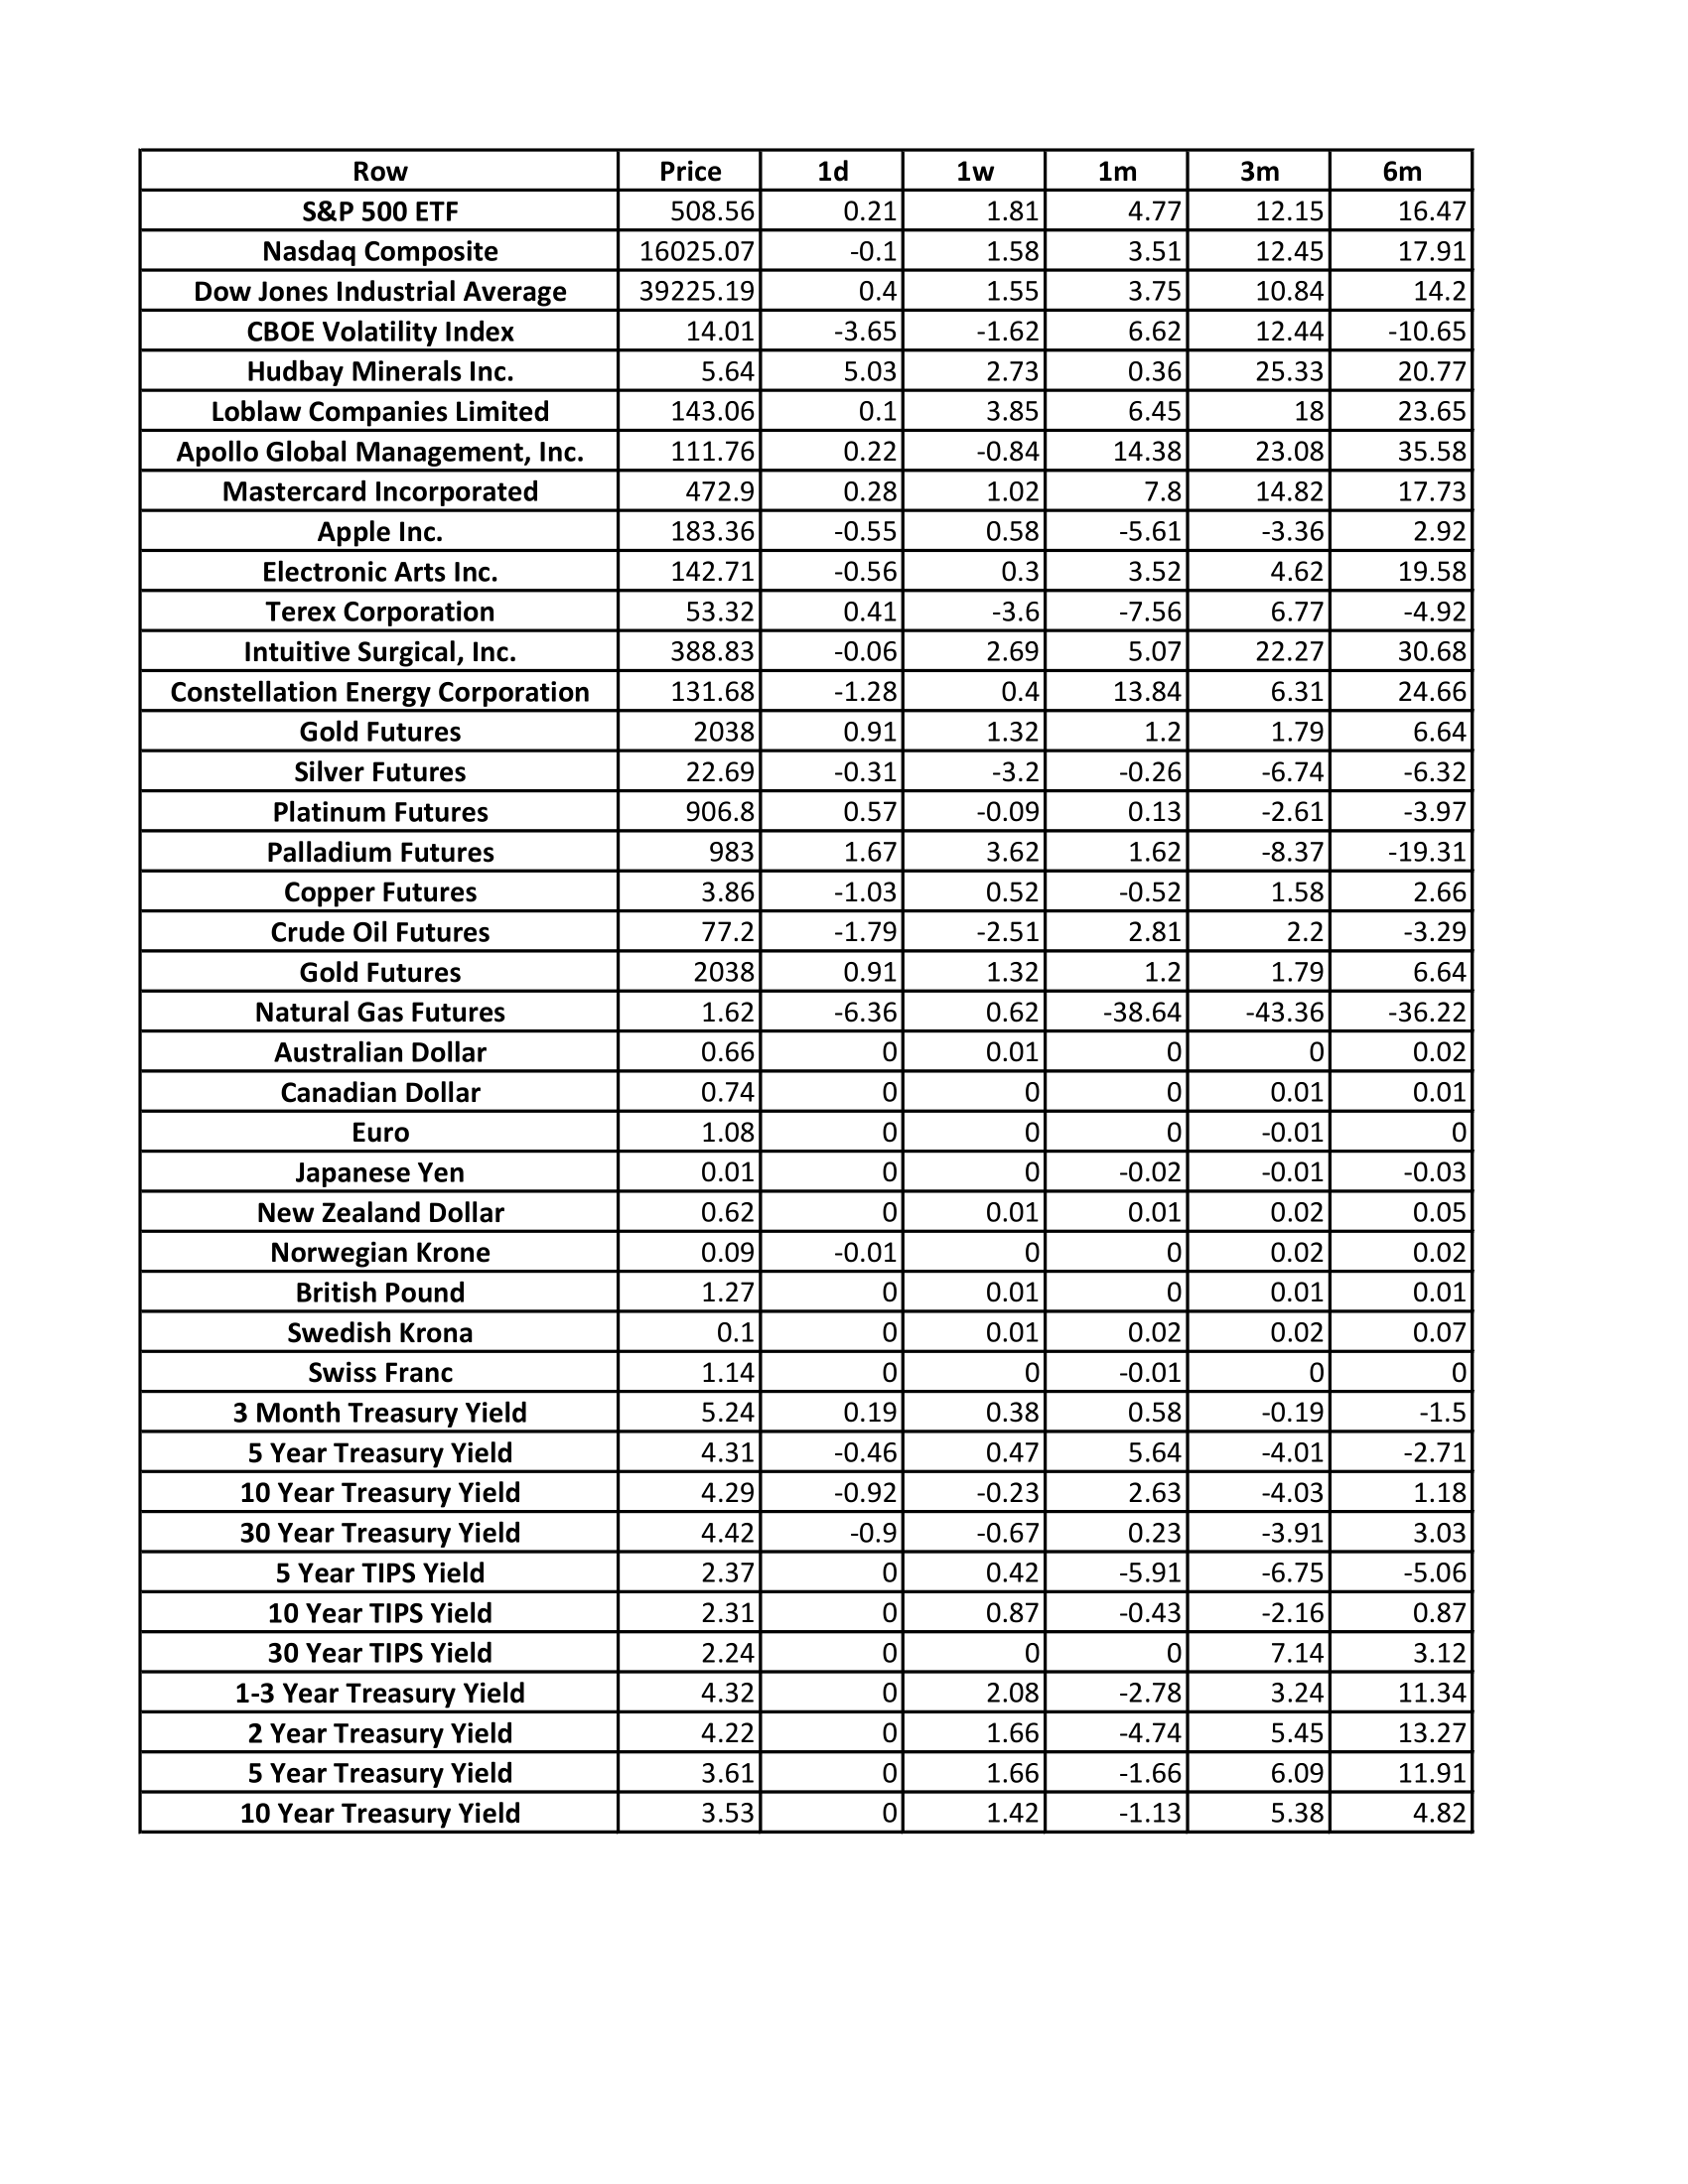 Row Price 1d 1w 1m 3m 6m
S&P 500 ETF 508.56 0.21 1.81 4.77 12.15 16.47
Nasdaq Composite 16025.07 -0.1 1.58 3.51 12.45 17.91
Dow Jones Industrial Average 39225.19 0.4 1.55 3.75 10.84 14.2
CBOE Volatility Index 14.01 -3.65 -1.62 6.62 12.44 -10.65
Hudbay Minerals Inc. 5.64 5.03 2.73 0.36 25.33 20.77
Loblaw Companies Limited 143.06 0.1 3.85 6.45 18 23.65
Apollo Global Management, Inc. 111.76 0.22 -0.84 14.38 23.08 35.58
Mastercard Incorporated 472.9 0.28 1.02 7.8 14.82 17.73
Apple Inc. 183.36 -0.55 0.58 -5.61 -3.36 2.92
Electronic Arts Inc. 142.71 -0.56 0.3 3.52 4.62 19.58
Terex Corporation 53.32 0.41 -3.6 -7.56 6.77 -4.92
Intuitive Surgical, Inc. 388.83 -0.06 2.69 5.07 22.27 30.68
Constellation Energy Corporation 131.68 -1.28 0.4 13.84 6.31 24.66
Gold Futures 2038 0.91 1.32 1.2 1.79 6.64
Silver Futures 22.69 -0.31 -3.2 -0.26 -6.74 -6.32
Platinum Futures 906.8 0.57 -0.09 0.13 -2.61 -3.97
Palladium Futures 983 1.67 3.62 1.62 -8.37 -19.31
Copper Futures 3.86 -1.03 0.52 -0.52 1.58 2.66
Crude Oil Futures 77.2 -1.79 -2.51 2.81 2.2 -3.29
Gold Futures 2038 0.91 1.32 1.2 1.79 6.64
Natural Gas Futures 1.62 -6.36 0.62 -38.64 -43.36 -36.22
Australian Dollar 0.66 0 0.01 0 0 0.02
Canadian Dollar 0.74 0 0 0 0.01 0.01
Euro 1.08 0 0 0 -0.01 0
Japanese Yen 0.01 0 0 -0.02 -0.01 -0.03
New Zealand Dollar 0.62 0 0.01 0.01 0.02 0.05
Norwegian Krone 0.09 -0.01 0 0 0.02 0.02
British Pound 1.27 0 0.01 0 0.01 0.01
Swedish Krona 0.1 0 0.01 0.02 0.02 0.07
Swiss Franc 1.14 0 0 -0.01 0 0
3 Month Treasury Yield 5.24 0.19 0.38 0.58 -0.19 -1.5
5 Year Treasury Yield 4.31 -0.46 0.47 5.64 -4.01 -2.71
10 Year Treasury Yield 4.29 -0.92 -0.23 2.63 -4.03 1.18
30 Year Treasury Yield 4.42 -0.9 -0.67 0.23 -3.91 3.03
5 Year TIPS Yield 2.37 0 0.42 -5.91 -6.75 -5.06
10 Year TIPS Yield 2.31 0 0.87 -0.43 -2.16 0.87
30 Year TIPS Yield 2.24 0 0 0 7.14 3.12
1-3 Year Treasury Yield 4.32 0 2.08 -2.78 3.24 11.34
2 Year Treasury Yield 4.22 0 1.66 -4.74 5.45 13.27
5 Year Treasury Yield 3.61 0 1.66 -1.66 6.09 11.91
10 Year Treasury Yield 3.53 0 1.42 -1.13 5.38 4.82